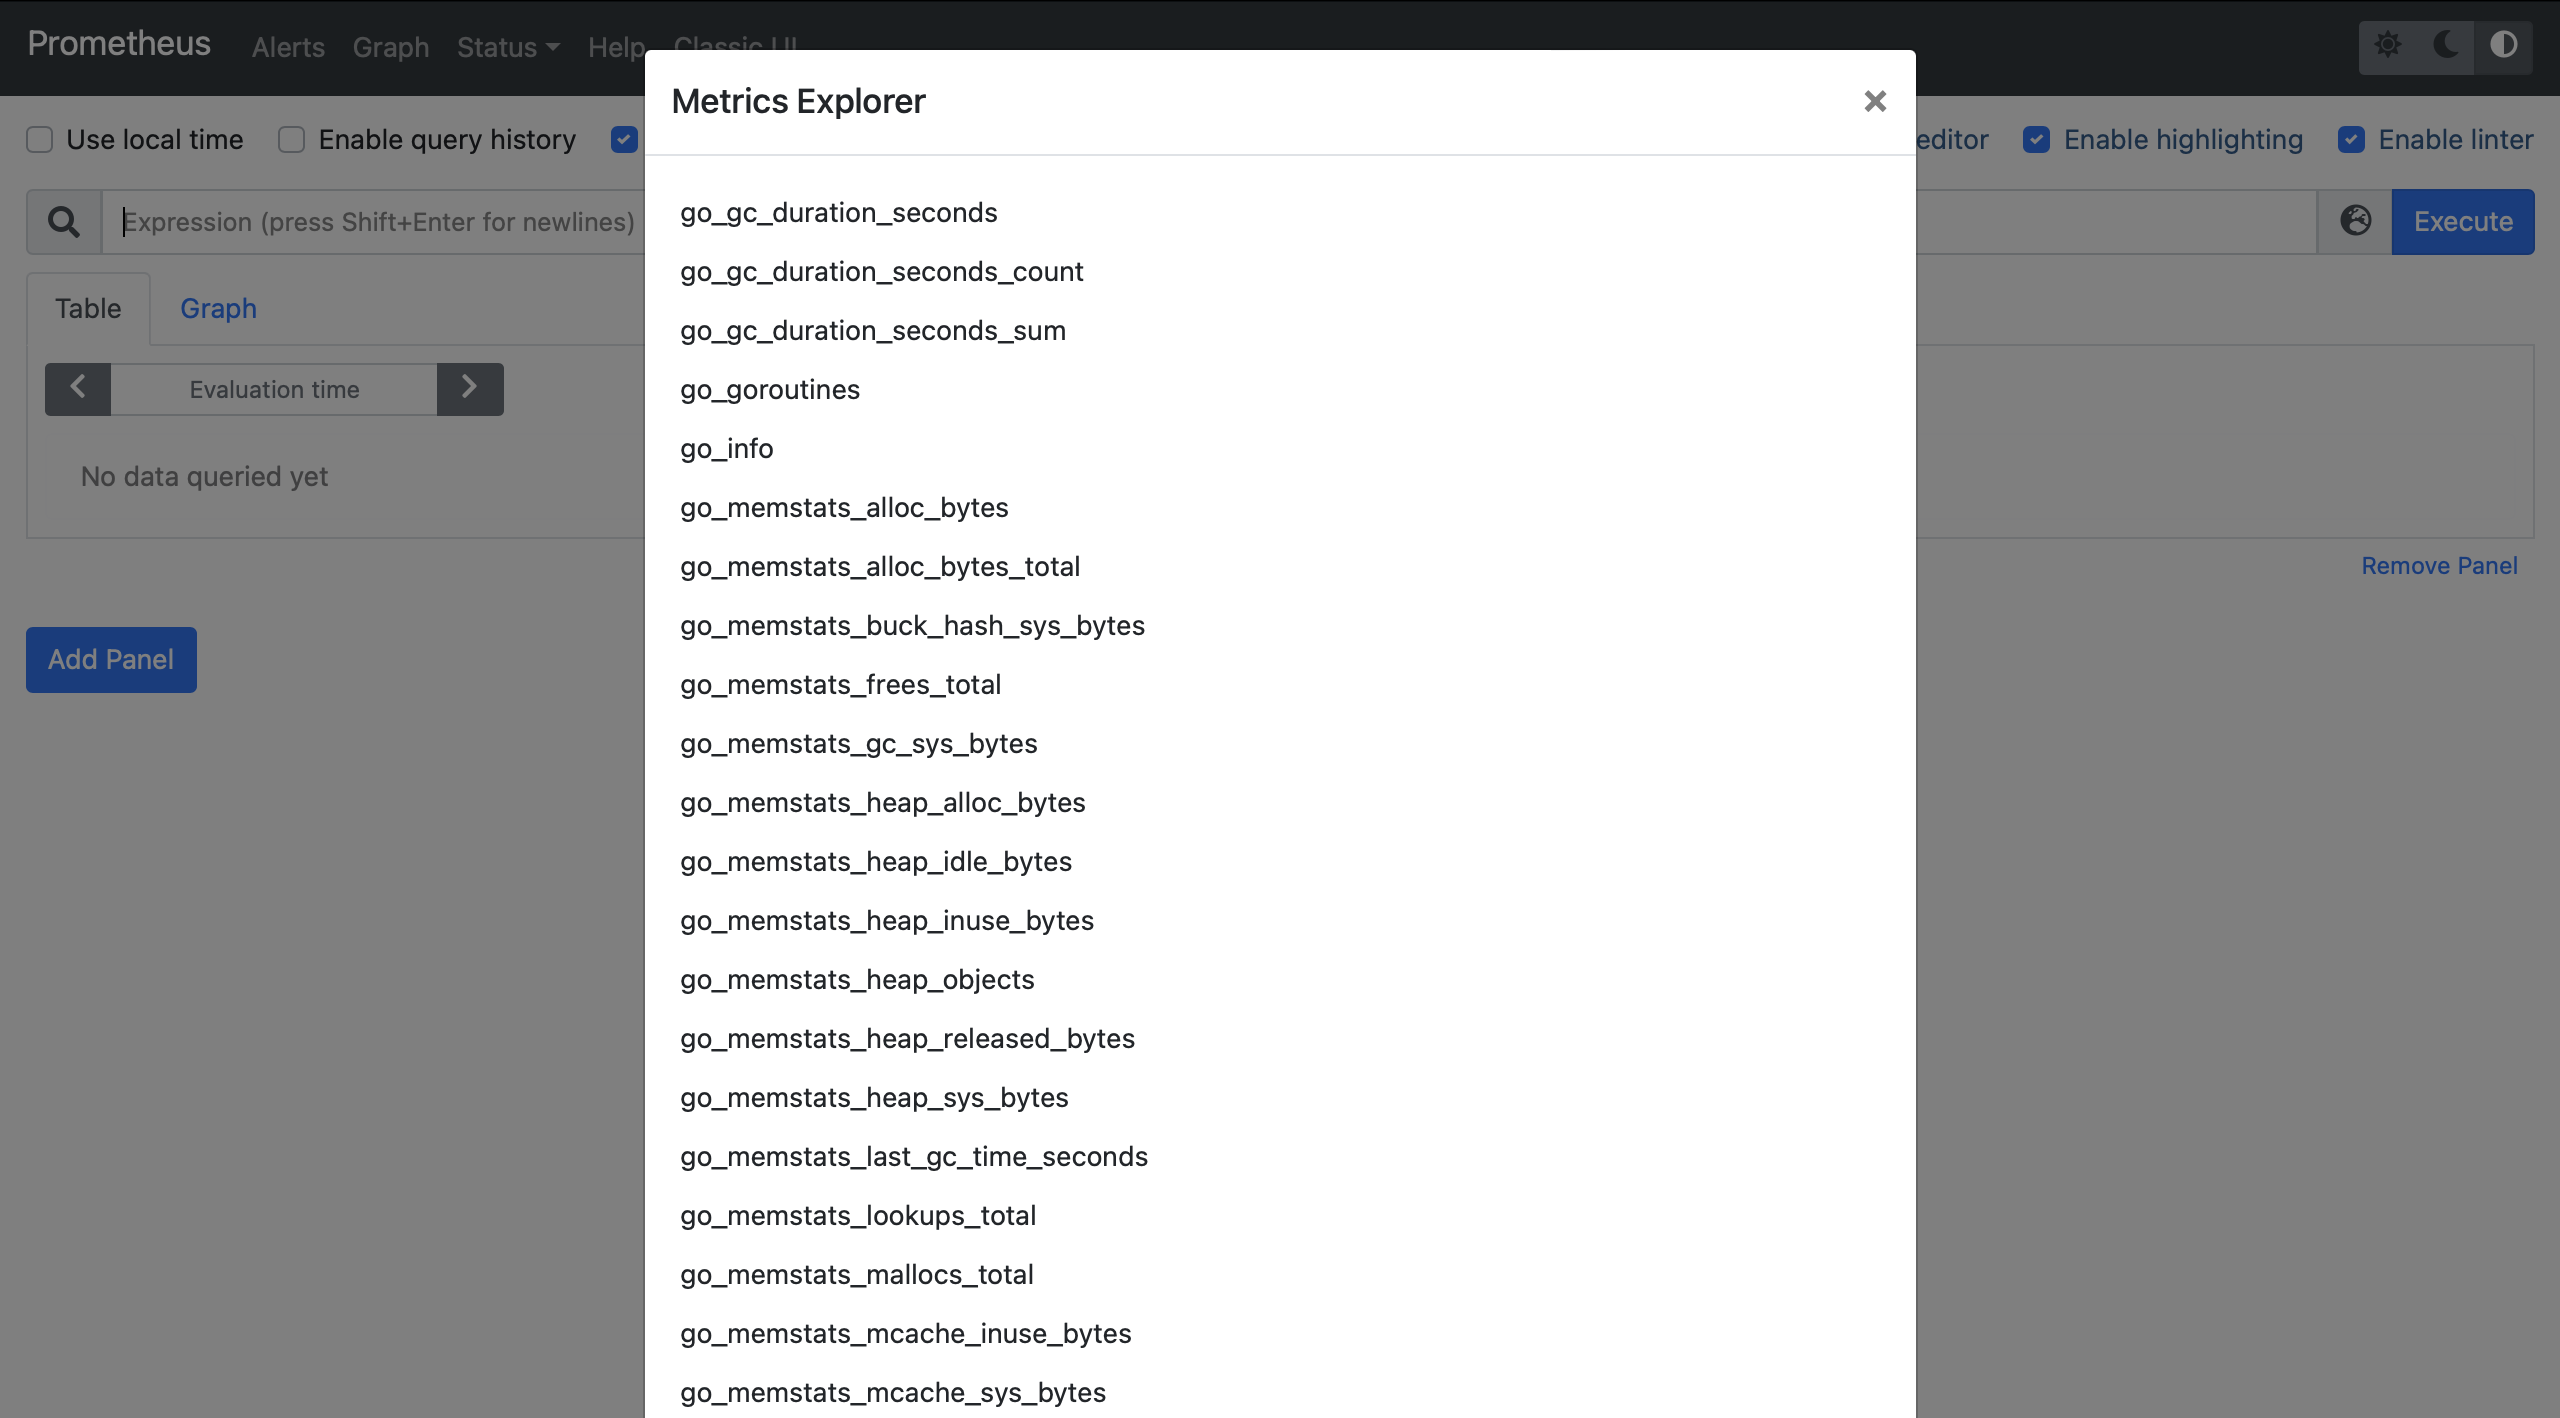 Prometheus Alerts Graph Status Help Classic UI
Metrics Explorer
Use local time Enable query history editor Enable highlighting Enable linter
Expression (press Shift+Enter for newlines) Execute
Table Graph
Evaluation time
No data queried yet
Remove Panel
Add Panel
go_gc_duration_seconds
go_gc_duration_seconds_count
go_gc_duration_seconds_sum
go_goroutines
go_info
go_memstats_alloc_bytes
go_memstats_alloc_bytes_total
go_memstats_buck_hash_sys_bytes
go_memstats_frees_total
go_memstats_gc_sys_bytes
go_memstats_heap_alloc_bytes
go_memstats_heap_idle_bytes
go_memstats_heap_inuse_bytes
go_memstats_heap_objects
go_memstats_heap_released_bytes
go_memstats_heap_sys_bytes
go_memstats_last_gc_time_seconds
go_memstats_lookups_total
go_memstats_mallocs_total
go_memstats_mcache_inuse_bytes
go_memstats_mcache_sys_bytes